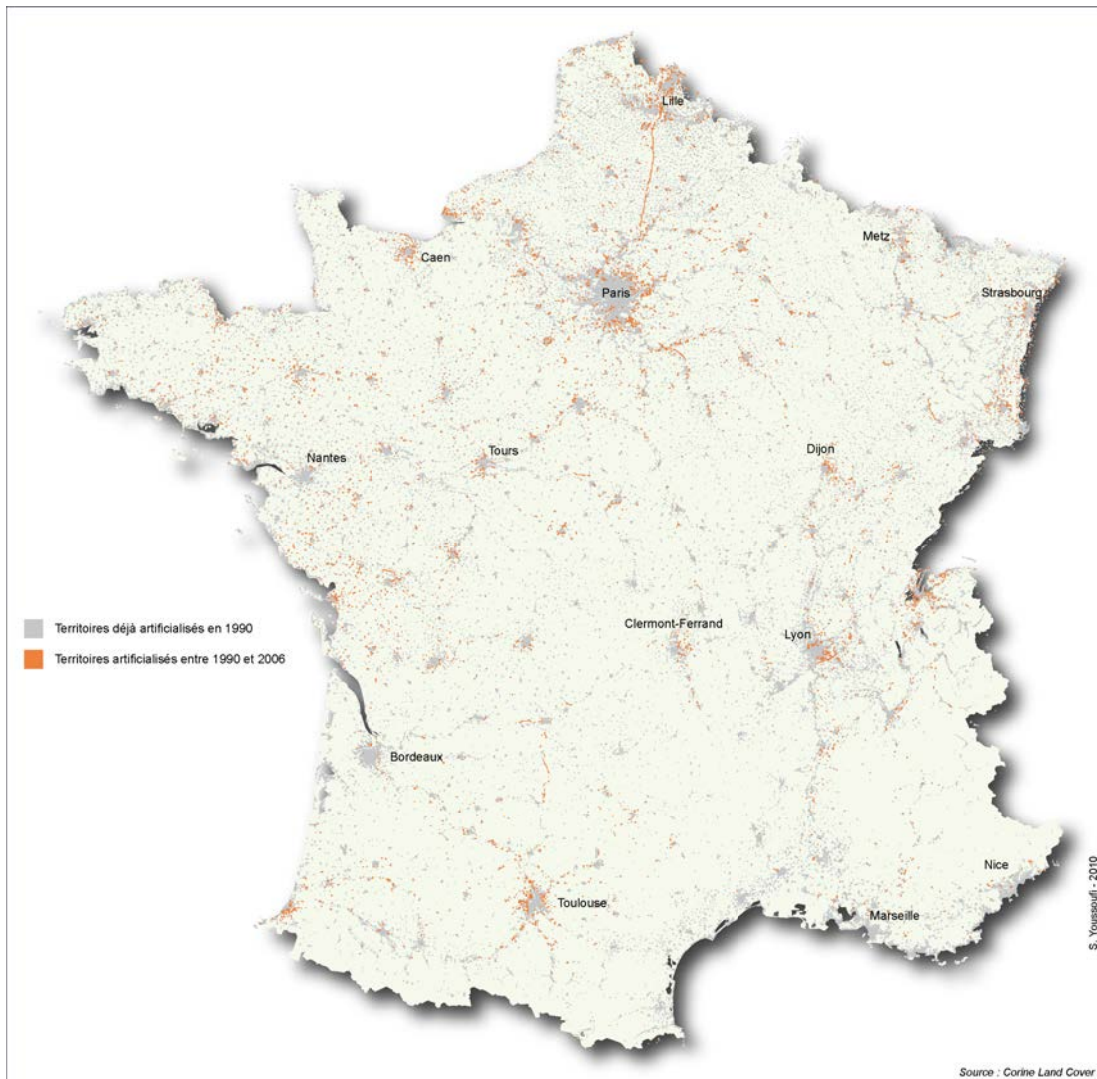 Lille
Metz
Caen
Paris
Strasbourg
Nantes
Tours
Dijon
Territoires déjà artificialisés en 1990
Territoires artificialisés entre 1990 et 2006
Clermont-Ferrand
Lyon
Bordeaux
Nice
Toulouse
Marseille
S. Youssoufi - 2010
Source : Corine Land Cover